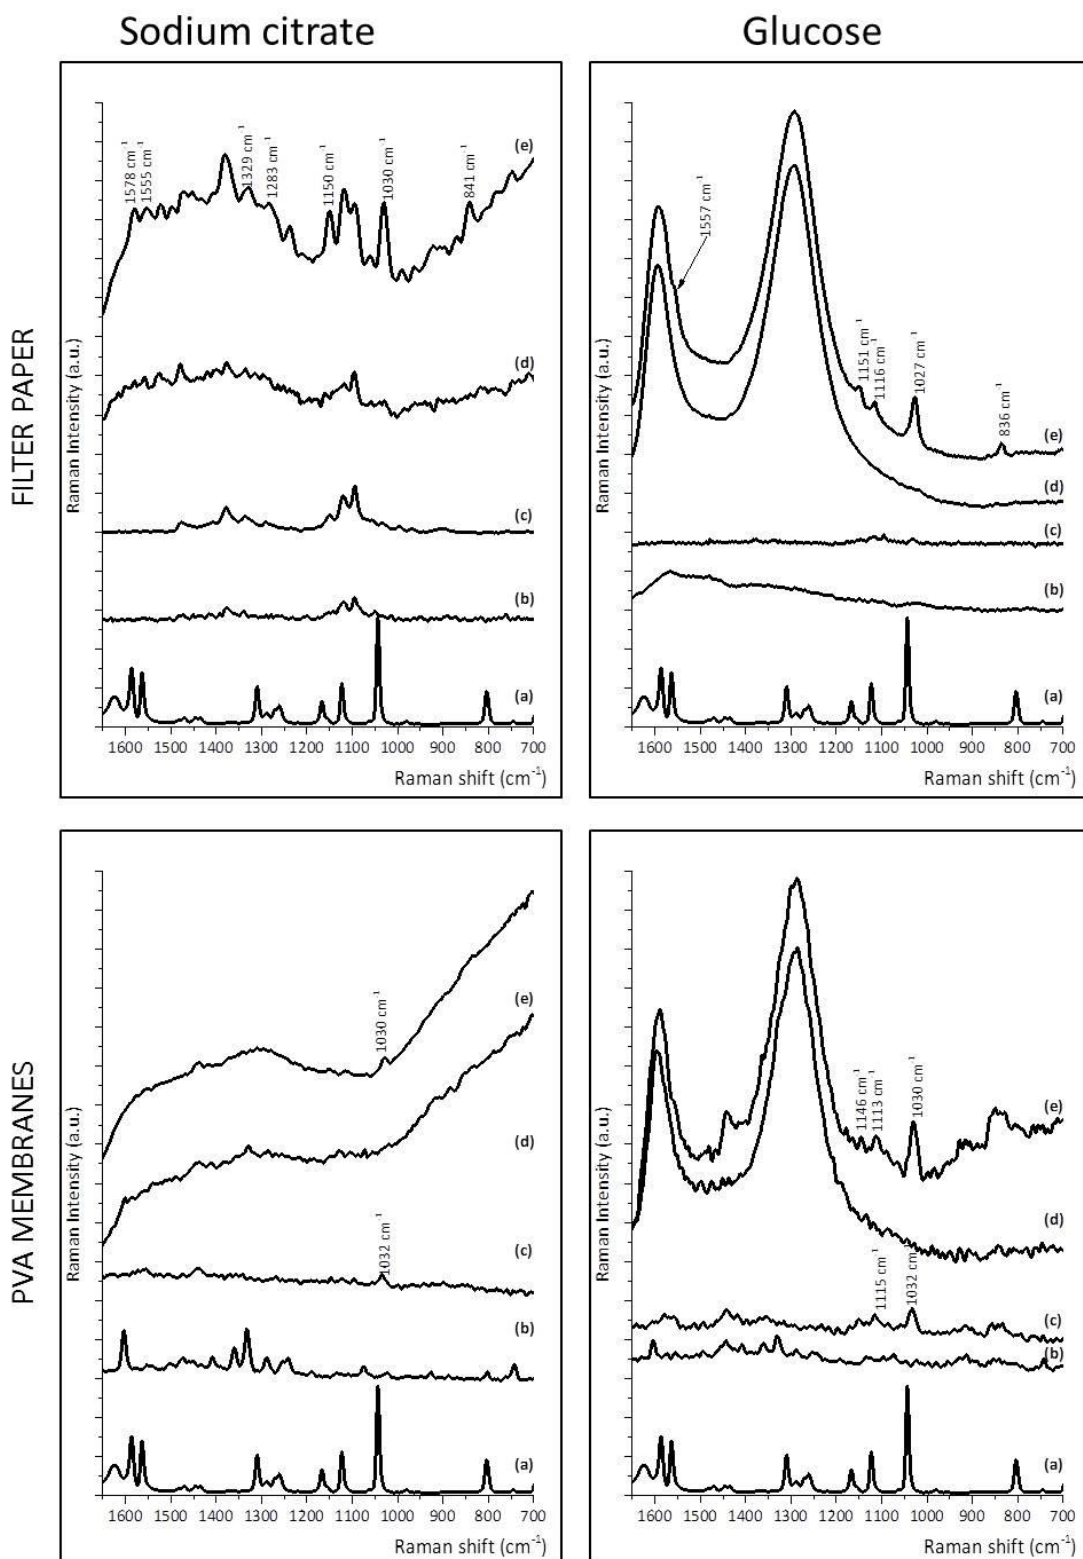 Sodium citrate
Glucose
FILTER PAPER
Raman Intensity (a.u.)
1578 cm⁻¹
1555 cm⁻¹
1329 cm⁻¹
1283 cm⁻¹
1150 cm⁻¹
1030 cm⁻¹
841 cm⁻¹
(e)
(d)
(c)
(b)
(a)
1600 1500 1400 1300 1200 1100 1000 900 800 700
Raman shift (cm⁻¹)
Raman Intensity (a.u.)
1557 cm⁻¹
1151 cm⁻¹
1116 cm⁻¹
1027 cm⁻¹
836 cm⁻¹
(e)
(d)
(c)
(b)
(a)
1600 1500 1400 1300 1200 1100 1000 900 800 700
Raman shift (cm⁻¹)
PVA MEMBRANES
Raman Intensity (a.u.)
1030 cm⁻¹
(e)
(d)
(c)
1032 cm⁻¹
(b)
(a)
1600 1500 1400 1300 1200 1100 1000 900 800 700
Raman shift (cm⁻¹)
Raman Intensity (a.u.)
1146 cm⁻¹
1113 cm⁻¹
1030 cm⁻¹
(e)
(d)
1115 cm⁻¹
1032 cm⁻¹
(c)
(b)
(a)
1600 1500 1400 1300 1200 1100 1000 900 800 700
Raman shift (cm⁻¹)